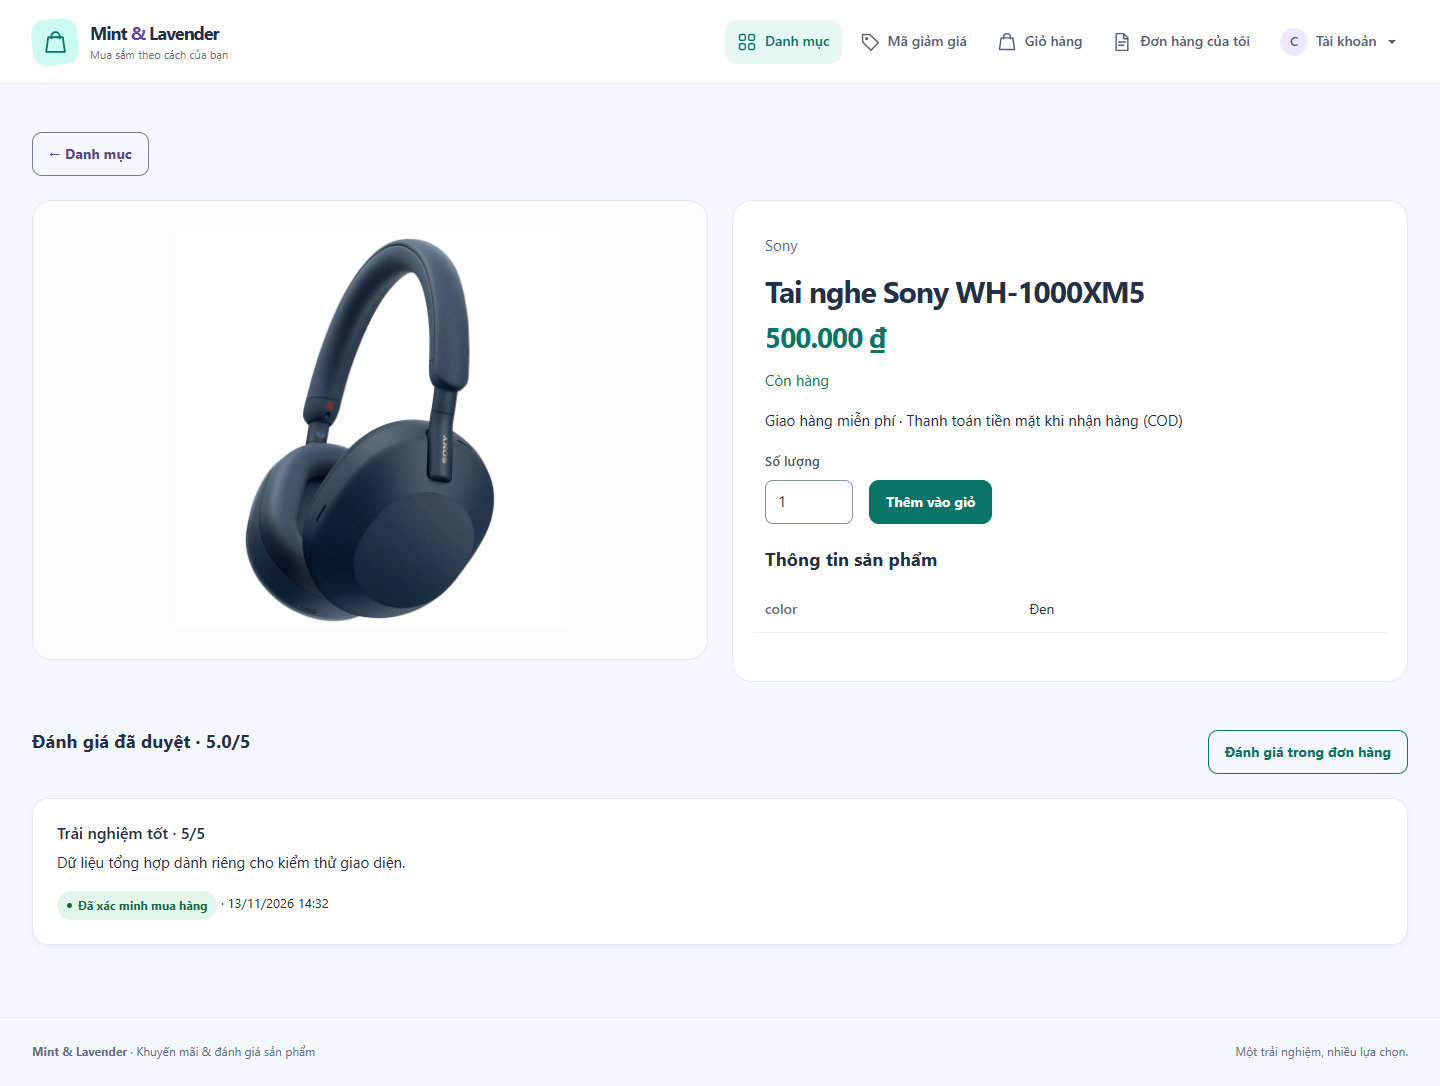 Mint & Lavender
Mua sắm theo cách của bạn
Danh mục
Mã giảm giá
Giỏ hàng
Đơn hàng của tôi
C
Tài khoản
← Danh mục
SONY
Sony
Tai nghe Sony WH-1000XM5
500.000 ₫
Còn hàng
Giao hàng miễn phí · Thanh toán tiền mặt khi nhận hàng (COD)
Số lượng
1
Thêm vào giỏ
Thông tin sản phẩm
color Đen
Đánh giá đã duyệt · 5.0/5
Đánh giá trong đơn hàng
Trải nghiệm tốt · 5/5
Dữ liệu tổng hợp dành riêng cho kiểm thử giao diện.
• Đã xác minh mua hàng · 13/11/2026 14:32
Mint & Lavender · Khuyến mãi & đánh giá sản phẩm
Một trải nghiệm, nhiều lựa chọn.